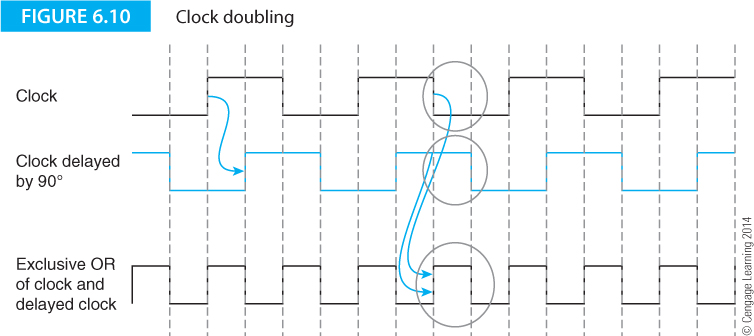 FIGURE 6.10
Clock doubling
Clock
Clock delayed
by 90°
Exclusive OR
of clock and
delayed clock
© Cengage Learning 2014